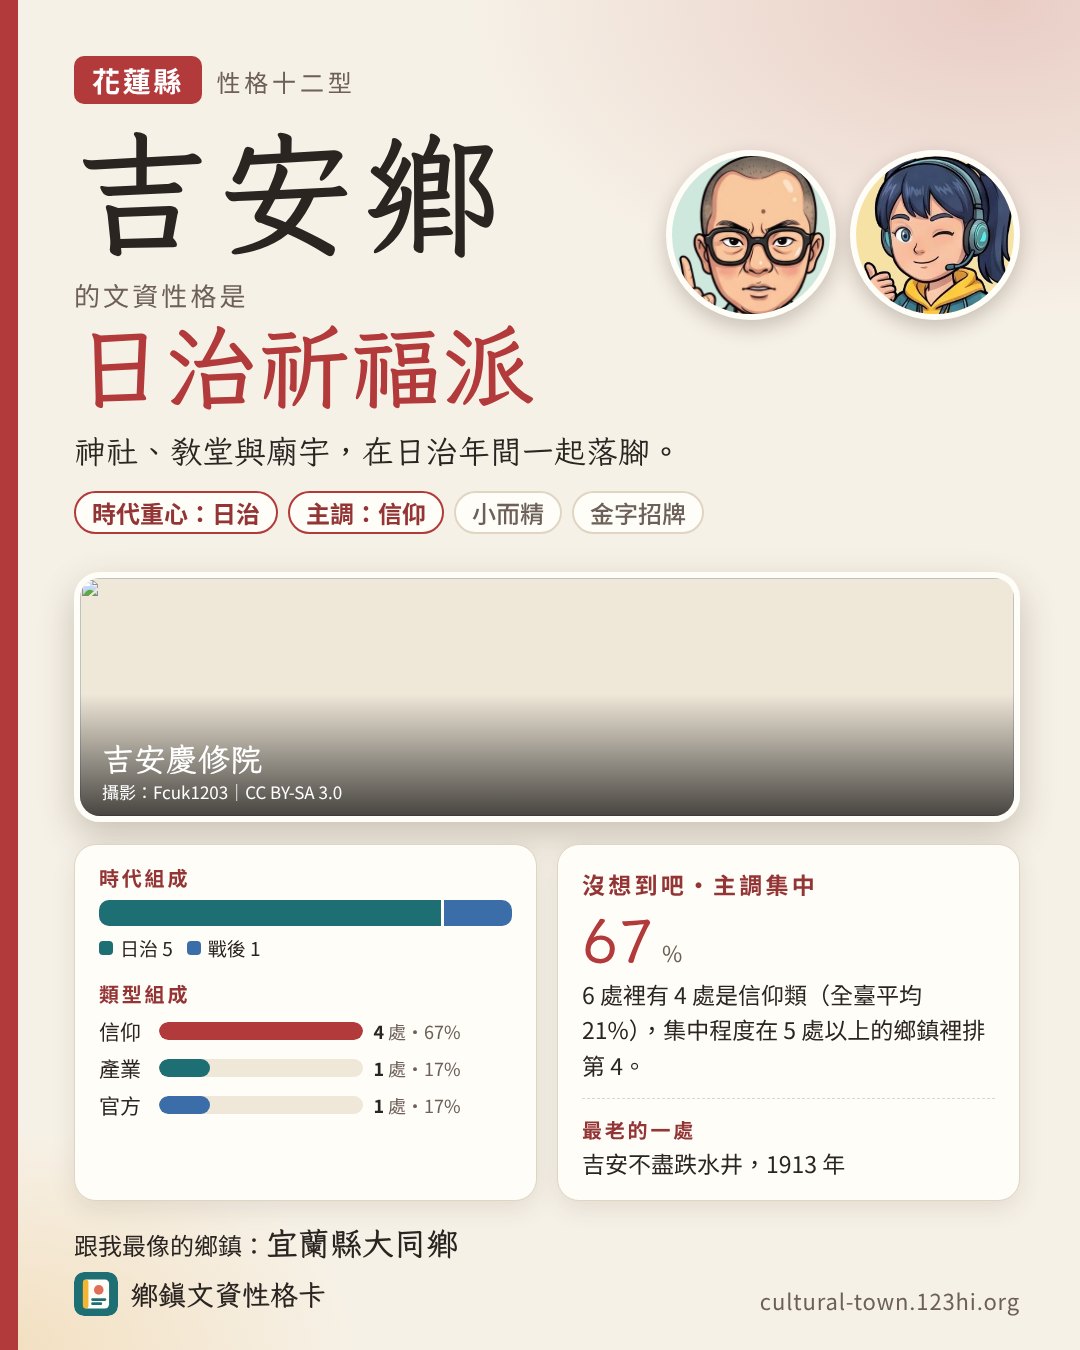 花蓮縣 性格十二型
吉安鄉
的文資性格是
日治祈福派
神社、教堂與廟宇，在日治年間一起落腳。
時代重心：日治 主調：信仰 小而精 金字招牌
吉安慶修院
攝影：Fcuk1203｜CC BY-SA 3.0
時代組成
日治 5 戰後 1
類型組成
信仰 4 處・67%
產業 1 處・17%
官方 1 處・17%
沒想到吧・主調集中
67 %
6 處裡有 4 處是信仰類（全臺平均
21%），集中程度在 5 處以上的鄉鎮裡排
第 4。
最老的一處
吉安不盡跌水井，1913 年
跟我最像的鄉鎮：宜蘭縣大同鄉
鄉鎮文資性格卡
cultural-town.123hi.org